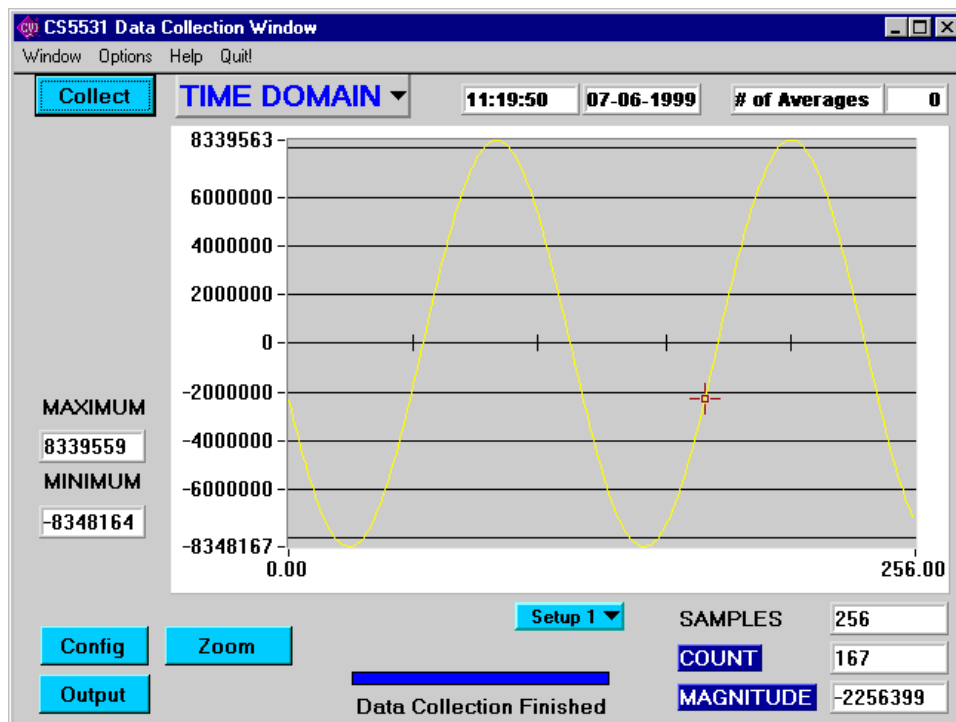 CVI CS5531 Data Collection Window
Window Options Help Quit!
Collect TIME DOMAIN 11:19:50 07-06-1999 # of Averages 0
8339563
6000000
4000000
2000000
0
-2000000
-4000000
-6000000
-8348167
0.00 256.00
MAXIMUM
8339559
MINIMUM
-8348164
Setup 1
SAMPLES 256
Config Zoom
COUNT 167
Output
Data Collection Finished
MAGNITUDE -2256399